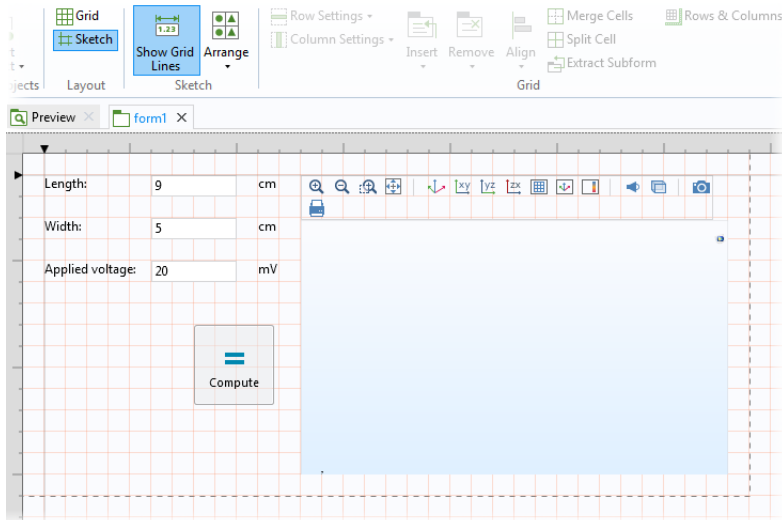 Grid
Sketch
Layout
1.23
Show Grid
Lines
Arrange
Sketch
Row Settings
Column Settings
Insert
Remove
Align
Merge Cells
Split Cell
Extract Subform
Rows & Columns
Grid
jects
Preview
form1
Length:
9
cm
xy
yz
zx
Width:
5
cm
Applied voltage:
20
mV
Compute